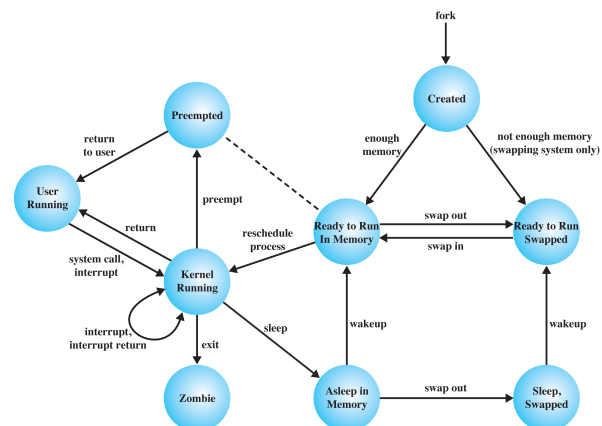 fork
Created
Preempted
return
to user
enough
memory
not enough memory
(swapping system only)
User
Running
preempt
return
reschedule
process
Ready to Run
In Memory
swap out
swap in
Ready to Run
Swapped
system call,
interrupt
Kernel
Running
interrupt,
interrupt return
sleep
wakeup
wakeup
exit
Zombie
Asleep in
Memory
swap out
Sleep,
Swapped